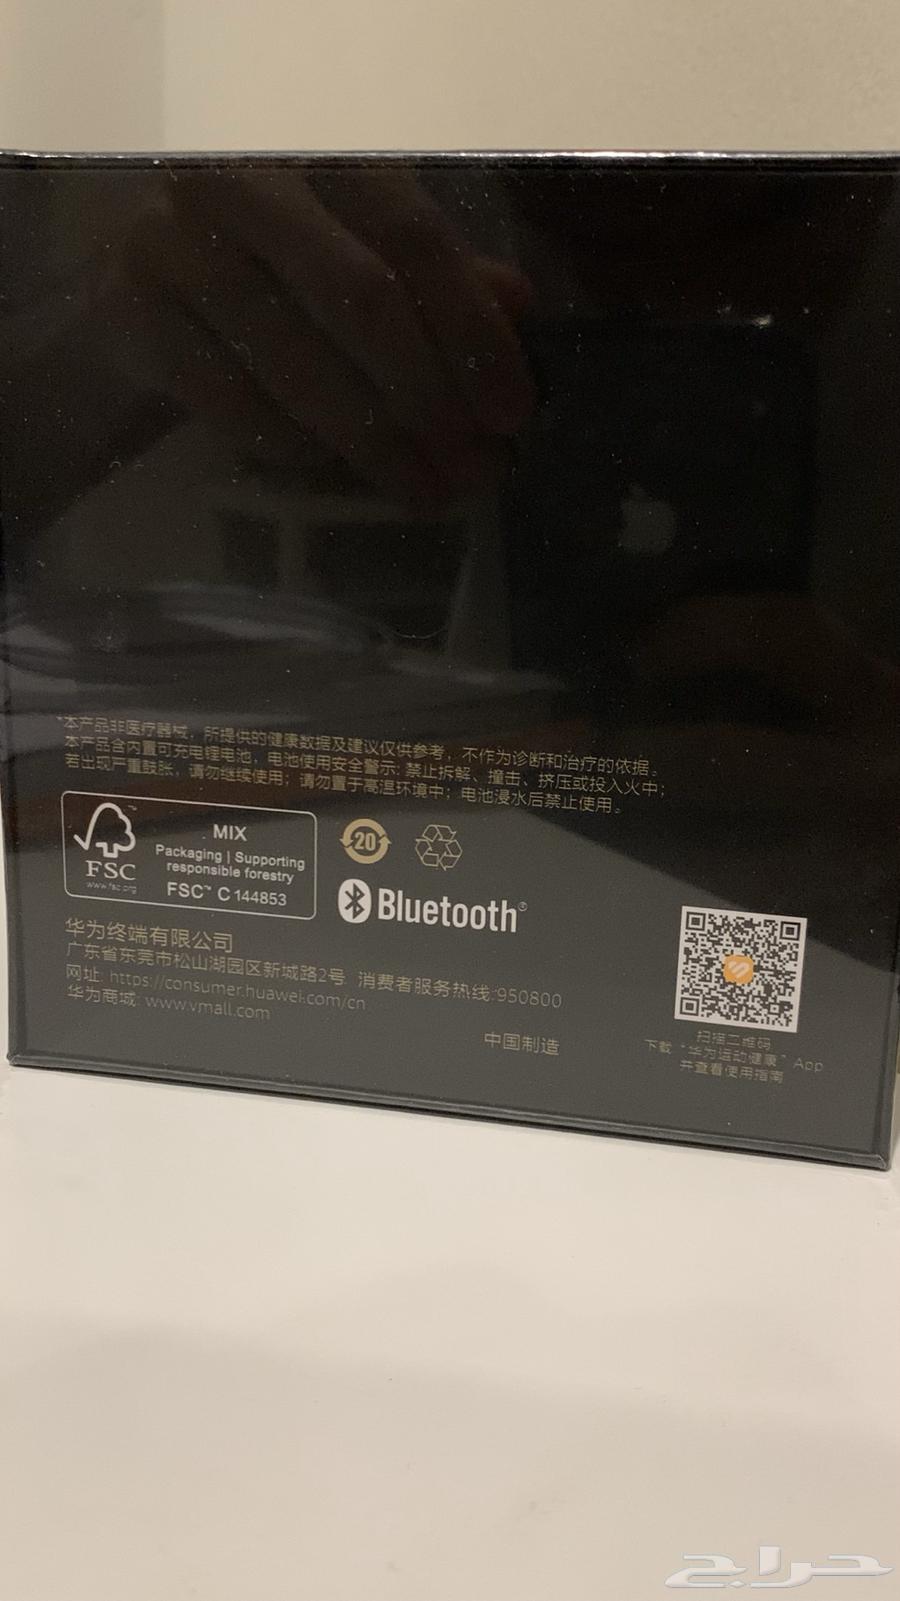 *本产品非医疗器械，所提供的健康数据及建议仅供参考，不作为诊断和治疗的依据。
本产品含内置可充电锂电池，电池使用安全警示: 禁止拆解、撞击、挤压或投入火中；
若出现严重鼓胀，请勿继续使用；请勿置于高温环境中；电池浸水后禁止使用。
FSC™
www.fsc.org
MIX
Packaging | Supporting
responsible forestry
FSC™ C144853
20
Bluetooth®
华为终端有限公司
广东省东莞市松山湖园区新城路2号 消费者服务热线:950800
网址: https://consumer.huawei.com/cn
华为商城: www.vmall.com
中国制造
扫描二维码
下载“华为运动健康”App
并查看使用指南
حراج